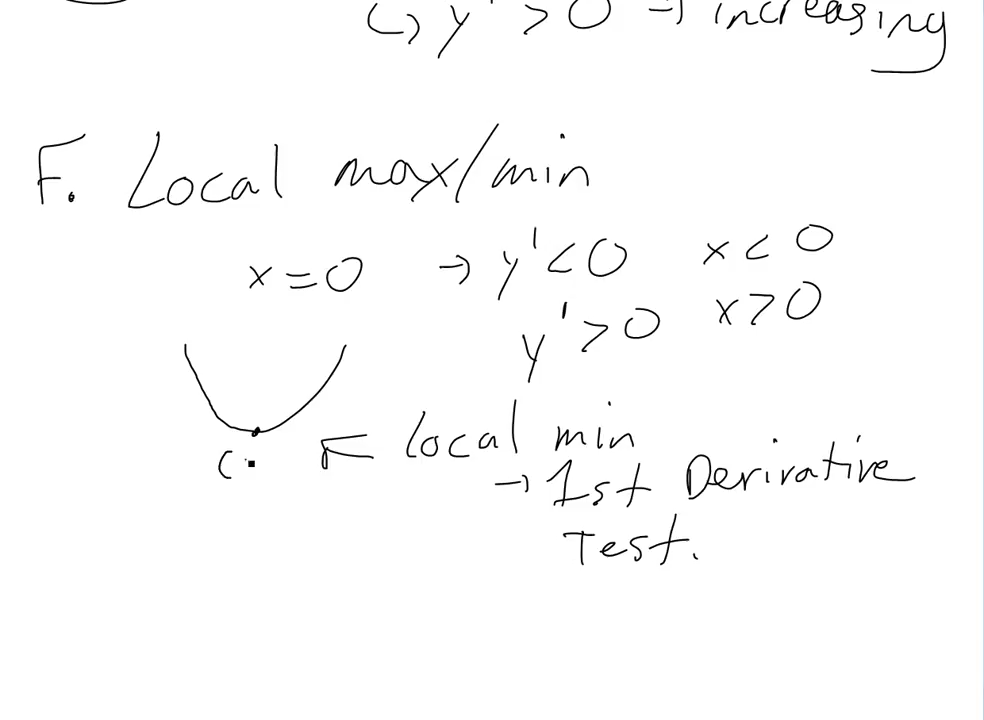 ↳ y' > 0 → increasing
F. Local max/min
x = 0 → y' < 0 x < 0
y' > 0 x > 0
(. ← local min
→ 1st Derivative
Test.